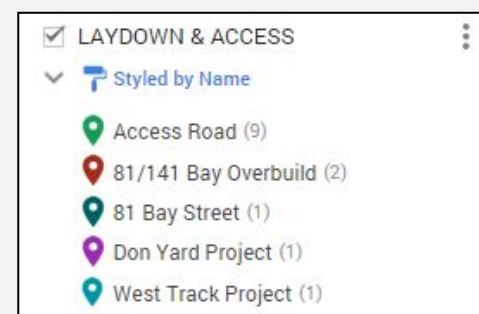 LAYDOWN & ACCESS
Styled by Name
Access Road (9)
81/141 Bay Overbuild (2)
81 Bay Street (1)
Don Yard Project (1)
West Track Project (1)